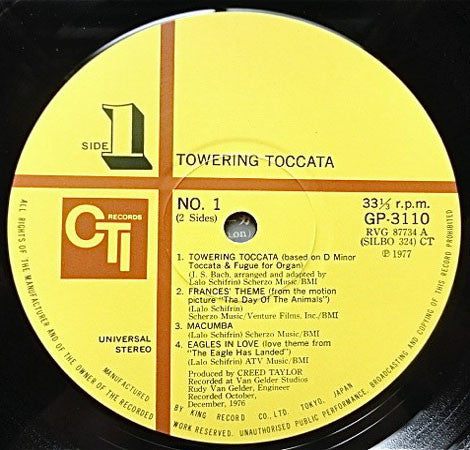 SIDE 1
TOWERING TOCCATA
CTI RECORDS
NO. 1
(2 Sides)
33⅓ r.p.m.
GP-3110
RVG 87734 A
(SILBO 324) CT
℗ 1977
1. TOWERING TOCCATA (based on D Minor
Toccata & Fugue for Organ)
(J. S. Bach, arranged and adapted by
Lalo Schifrin) Scherzo Music/BMI
2. FRANCES' THEME (from the motion
picture "The Day Of The Animals")
(Lalo Schifrin)
Scherzo Music/Venture Films, Inc./BMI
3. MACUMBA
(Lalo Schifrin) Scherzo Music/BMI
4. EAGLES IN LOVE (love theme from
"The Eagle Has Landed")
(Lalo Schifrin) ATV Music/BMI
UNIVERSAL
STEREO
Produced by CREED TAYLOR
Recorded at Van Gelder Studios
Rudy Van Gelder, Engineer
Recorded October,
December, 1976
BY KING RECORD CO., LTD. TOKYO, JAPAN
ALL RIGHTS OF THE MANUFACTURER AND OF THE OWNER OF THE RECORDED WORK RESERVED. UNAUTHORISED PUBLIC PERFORMANCE, BROADCASTING AND COPYING OF THIS RECORD PROHIBITED
MANUFACTURED